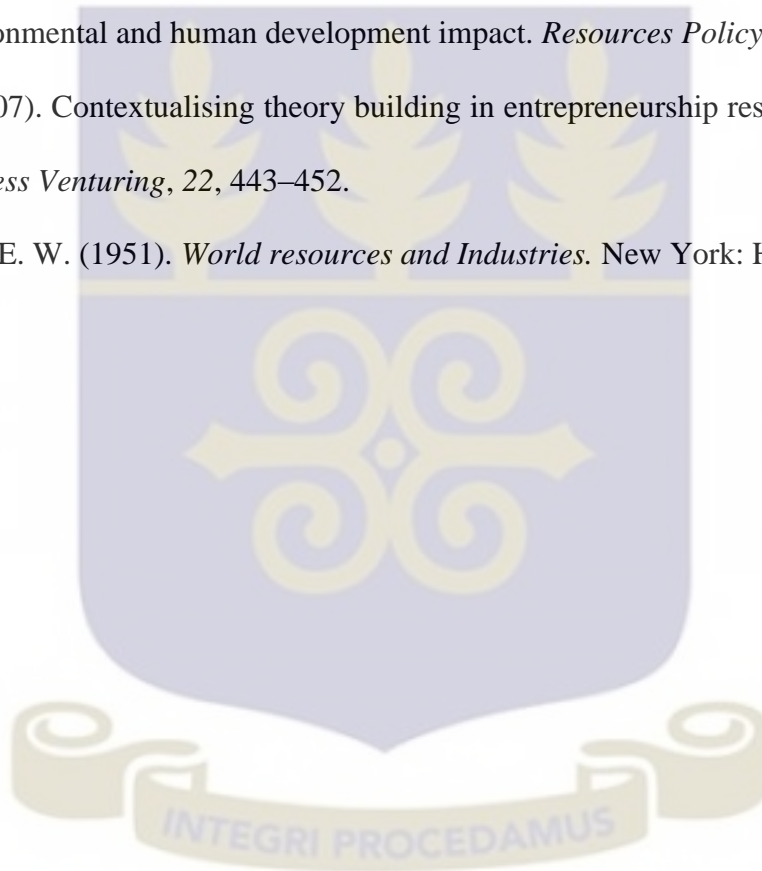 onmental and human development impact. Resources Policy
07). Contextualising theory building in entrepreneurship res
ess Venturing, 22, 443–452.
E. W. (1951). World resources and Industries. New York: H
INTEGRI PROCEDAMUS